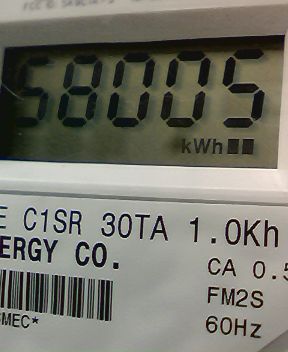 58005
kWh
E C1SR 30TA 1.0Kh
ERGY CO.
CA 0.5
FM2S
MEC*
60Hz